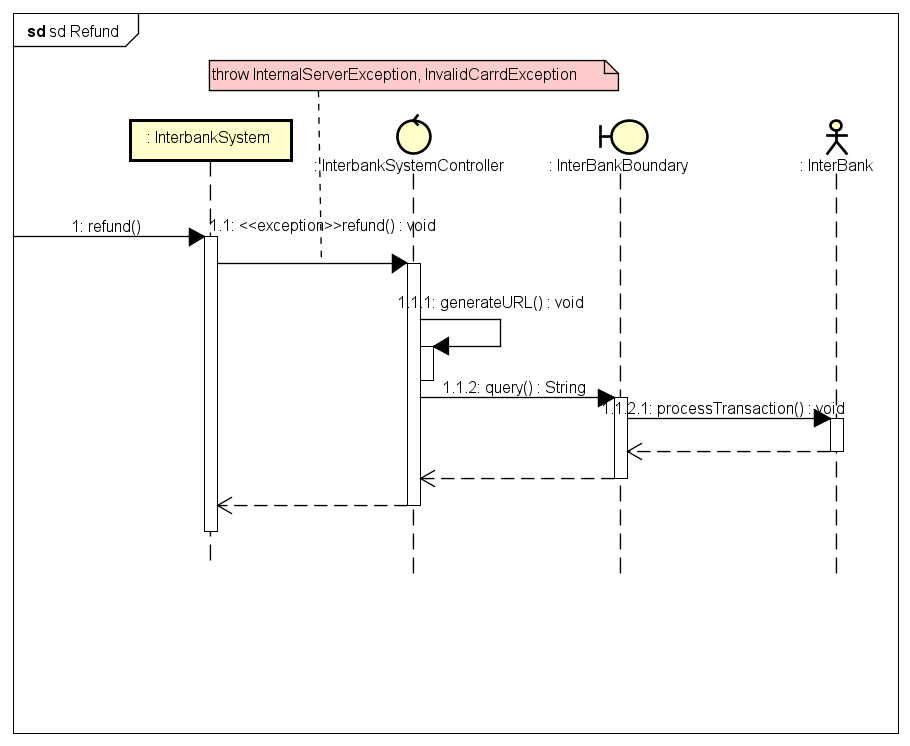 sd sd Refund
throw InternalServerException, InvalidCarrdException
: InterbankSystem
: InterbankSystemController
: InterBankBoundary
: InterBank
1: refund()
1.1: <<exception>>refund() : void
1.1.1: generateURL() : void
1.1.2: query() : String
1.1.2.1: processTransaction() : void